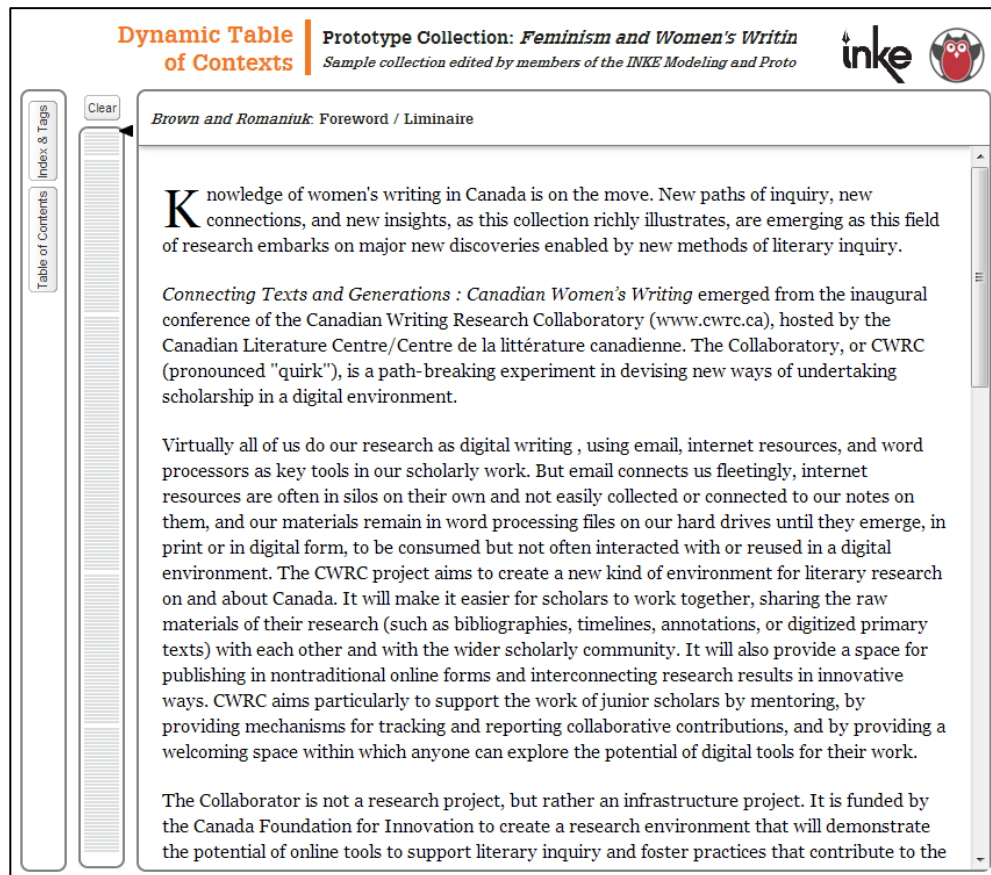 Dynamic Table
of Contexts
Prototype Collection: Feminism and Women's Writin
Sample collection edited by members of the INKE Modeling and Proto
inke
Index & Tags
Table of Contents
Clear
Brown and Romaniuk: Foreword / Liminaire
Knowledge of women's writing in Canada is on the move. New paths of inquiry, new
connections, and new insights, as this collection richly illustrates, are emerging as this field
of research embarks on major new discoveries enabled by new methods of literary inquiry.
Connecting Texts and Generations : Canadian Women's Writing emerged from the inaugural
conference of the Canadian Writing Research Collaboratory (www.cwrc.ca), hosted by the
Canadian Literature Centre/Centre de la littérature canadienne. The Collaboratory, or CWRC
(pronounced "quirk"), is a path-breaking experiment in devising new ways of undertaking
scholarship in a digital environment.
Virtually all of us do our research as digital writing , using email, internet resources, and word
processors as key tools in our scholarly work. But email connects us fleetingly, internet
resources are often in silos on their own and not easily collected or connected to our notes on
them, and our materials remain in word processing files on our hard drives until they emerge, in
print or in digital form, to be consumed but not often interacted with or reused in a digital
environment. The CWRC project aims to create a new kind of environment for literary research
on and about Canada. It will make it easier for scholars to work together, sharing the raw
materials of their research (such as bibliographies, timelines, annotations, or digitized primary
texts) with each other and with the wider scholarly community. It will also provide a space for
publishing in nontraditional online forms and interconnecting research results in innovative
ways. CWRC aims particularly to support the work of junior scholars by mentoring, by
providing mechanisms for tracking and reporting collaborative contributions, and by providing a
welcoming space within which anyone can explore the potential of digital tools for their work.
The Collaborator is not a research project, but rather an infrastructure project. It is funded by
the Canada Foundation for Innovation to create a research environment that will demonstrate
the potential of online tools to support literary inquiry and foster practices that contribute to the